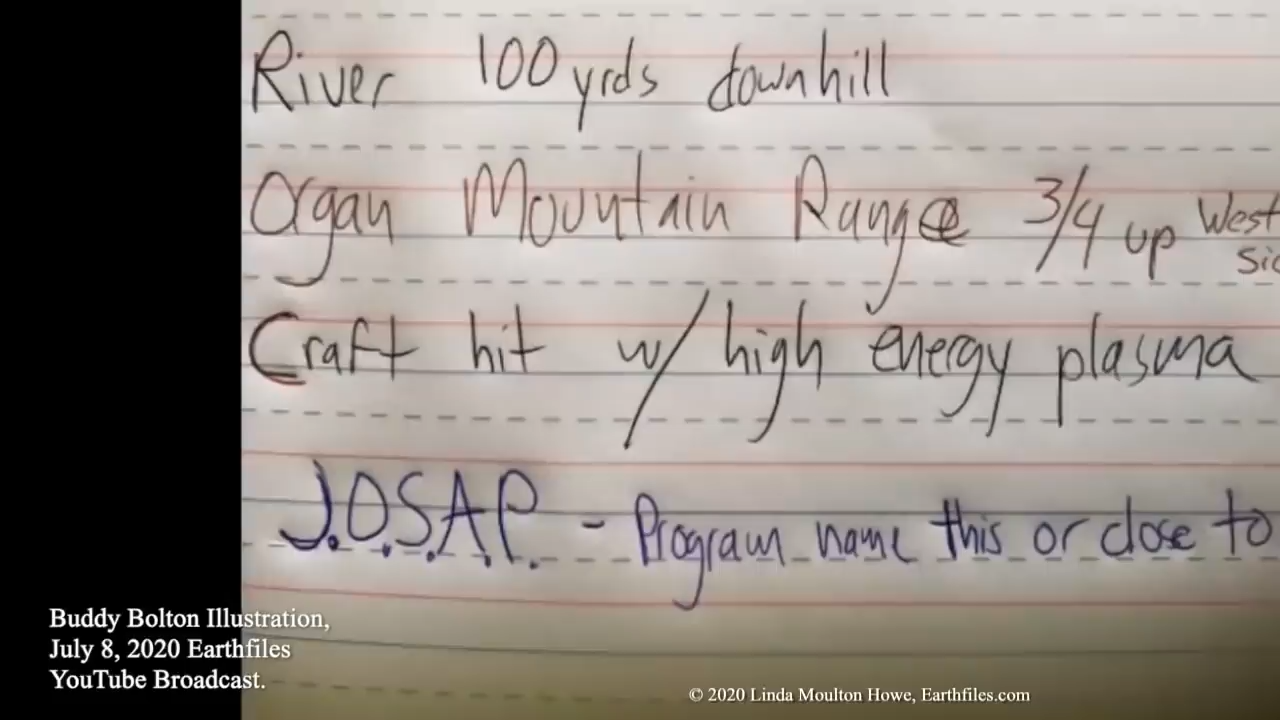 River 100 yrds downhill
Organ Mountain Range 3/4 up West
Craft hit w/ high energy plasma
J.O.S.A.P. - Program name this or close to
Buddy Bolton Illustration,
July 8, 2020 Earthfiles
YouTube Broadcast.
© 2020 Linda Moulton Howe, Earthfiles.com